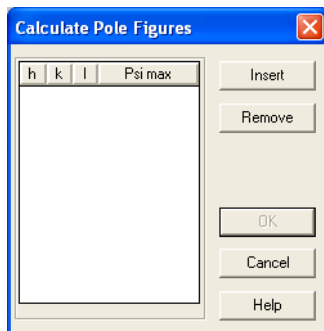 Calculate Pole Figures
h k l Psi max
Insert
Remove
OK
Cancel
Help